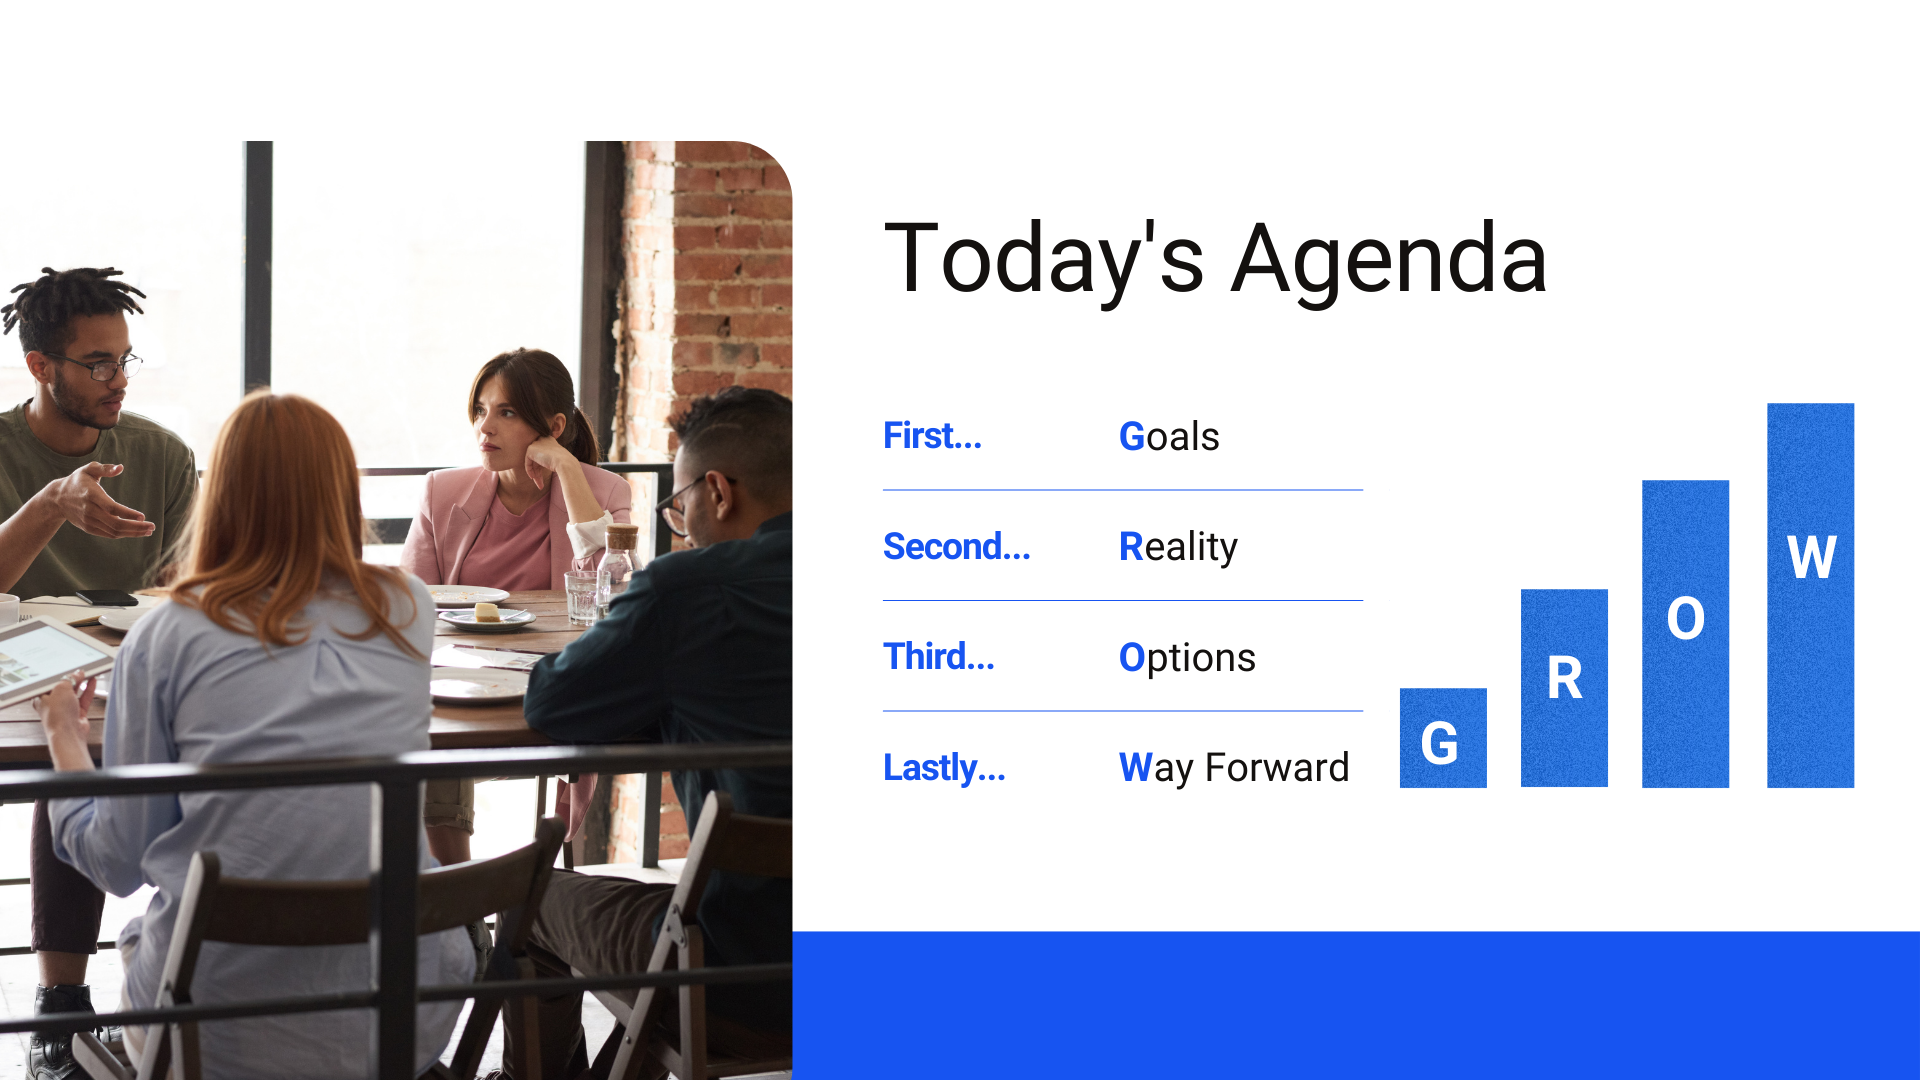 Today's Agenda
First... Goals
Second... Reality
Third... Options
Lastly... Way Forward
G R O W